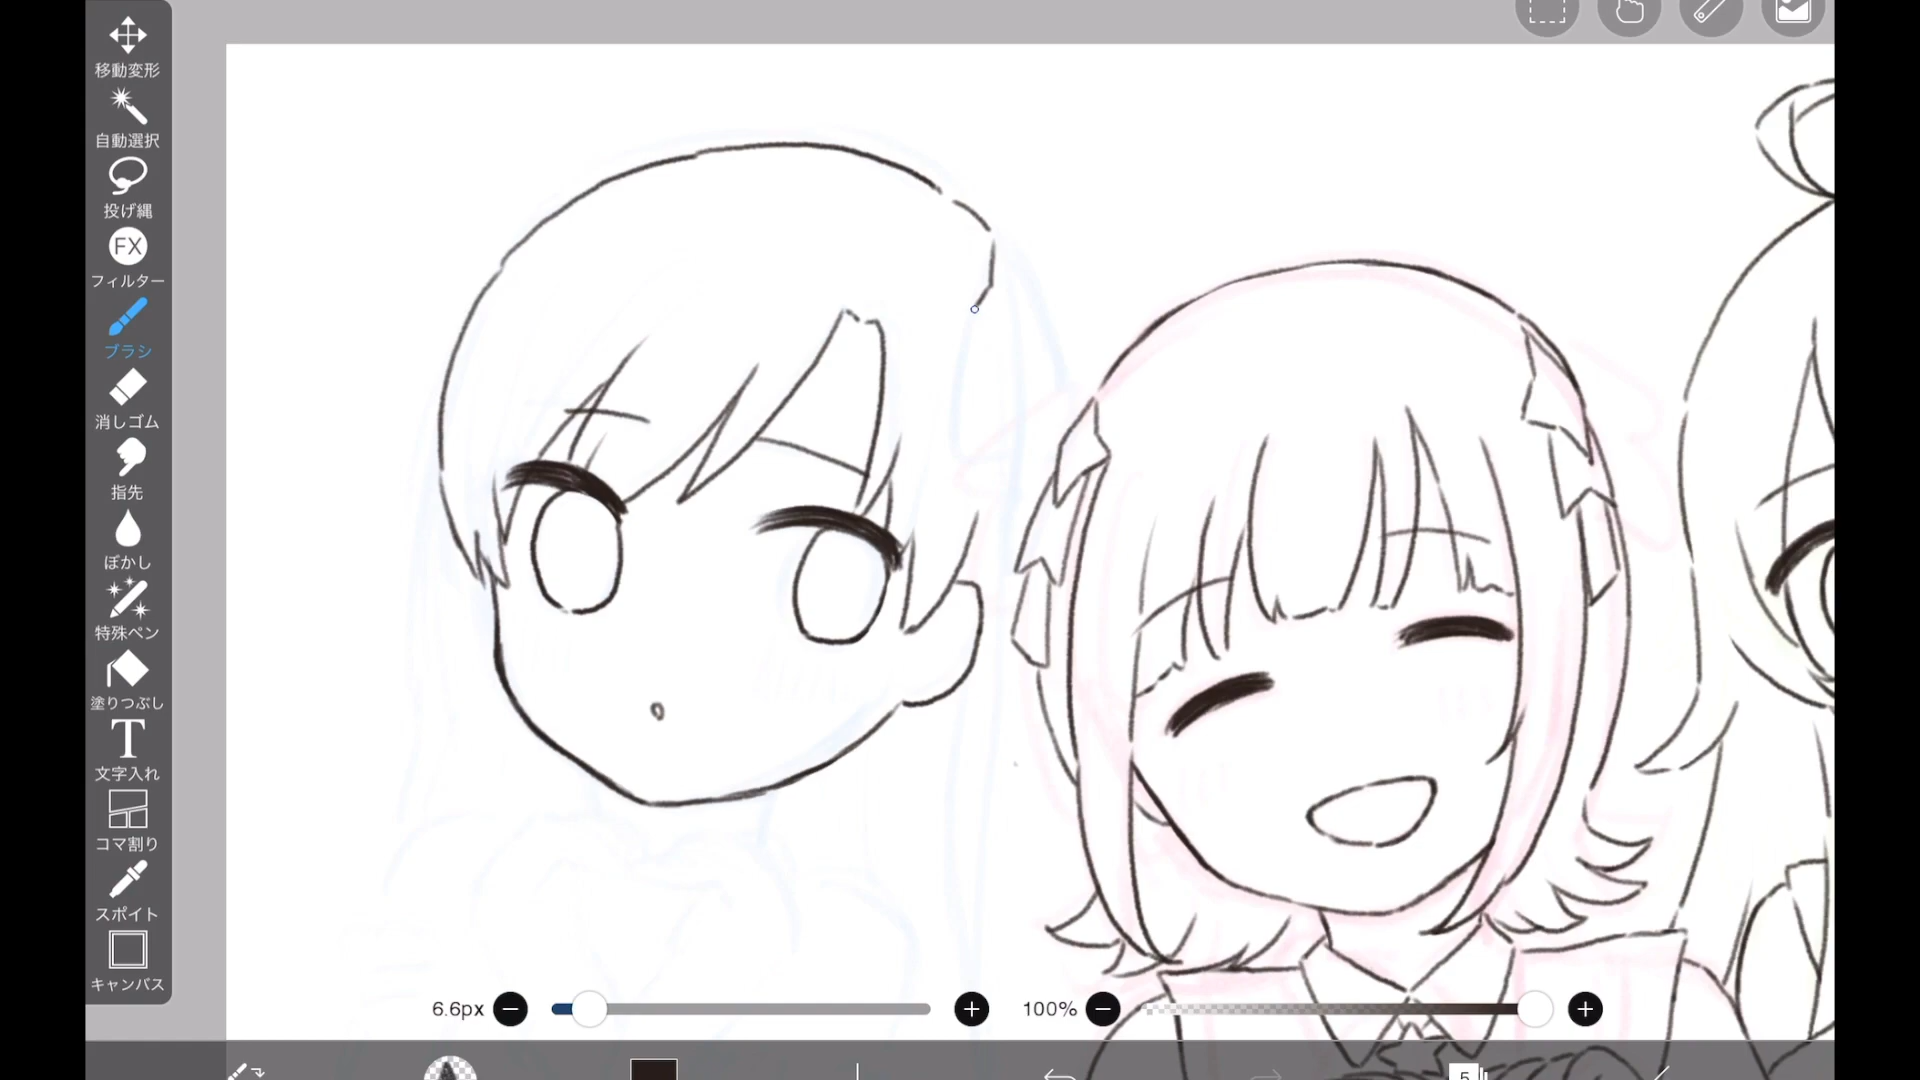 移動変形
自動選択
投げ縄
FX
フィルター
ブラシ
消しゴム
指先
ぼかし
特殊ペン
塗りつぶし
T
文字入れ
コマ割り
スポイト
キャンバス
6.6px
100%
5